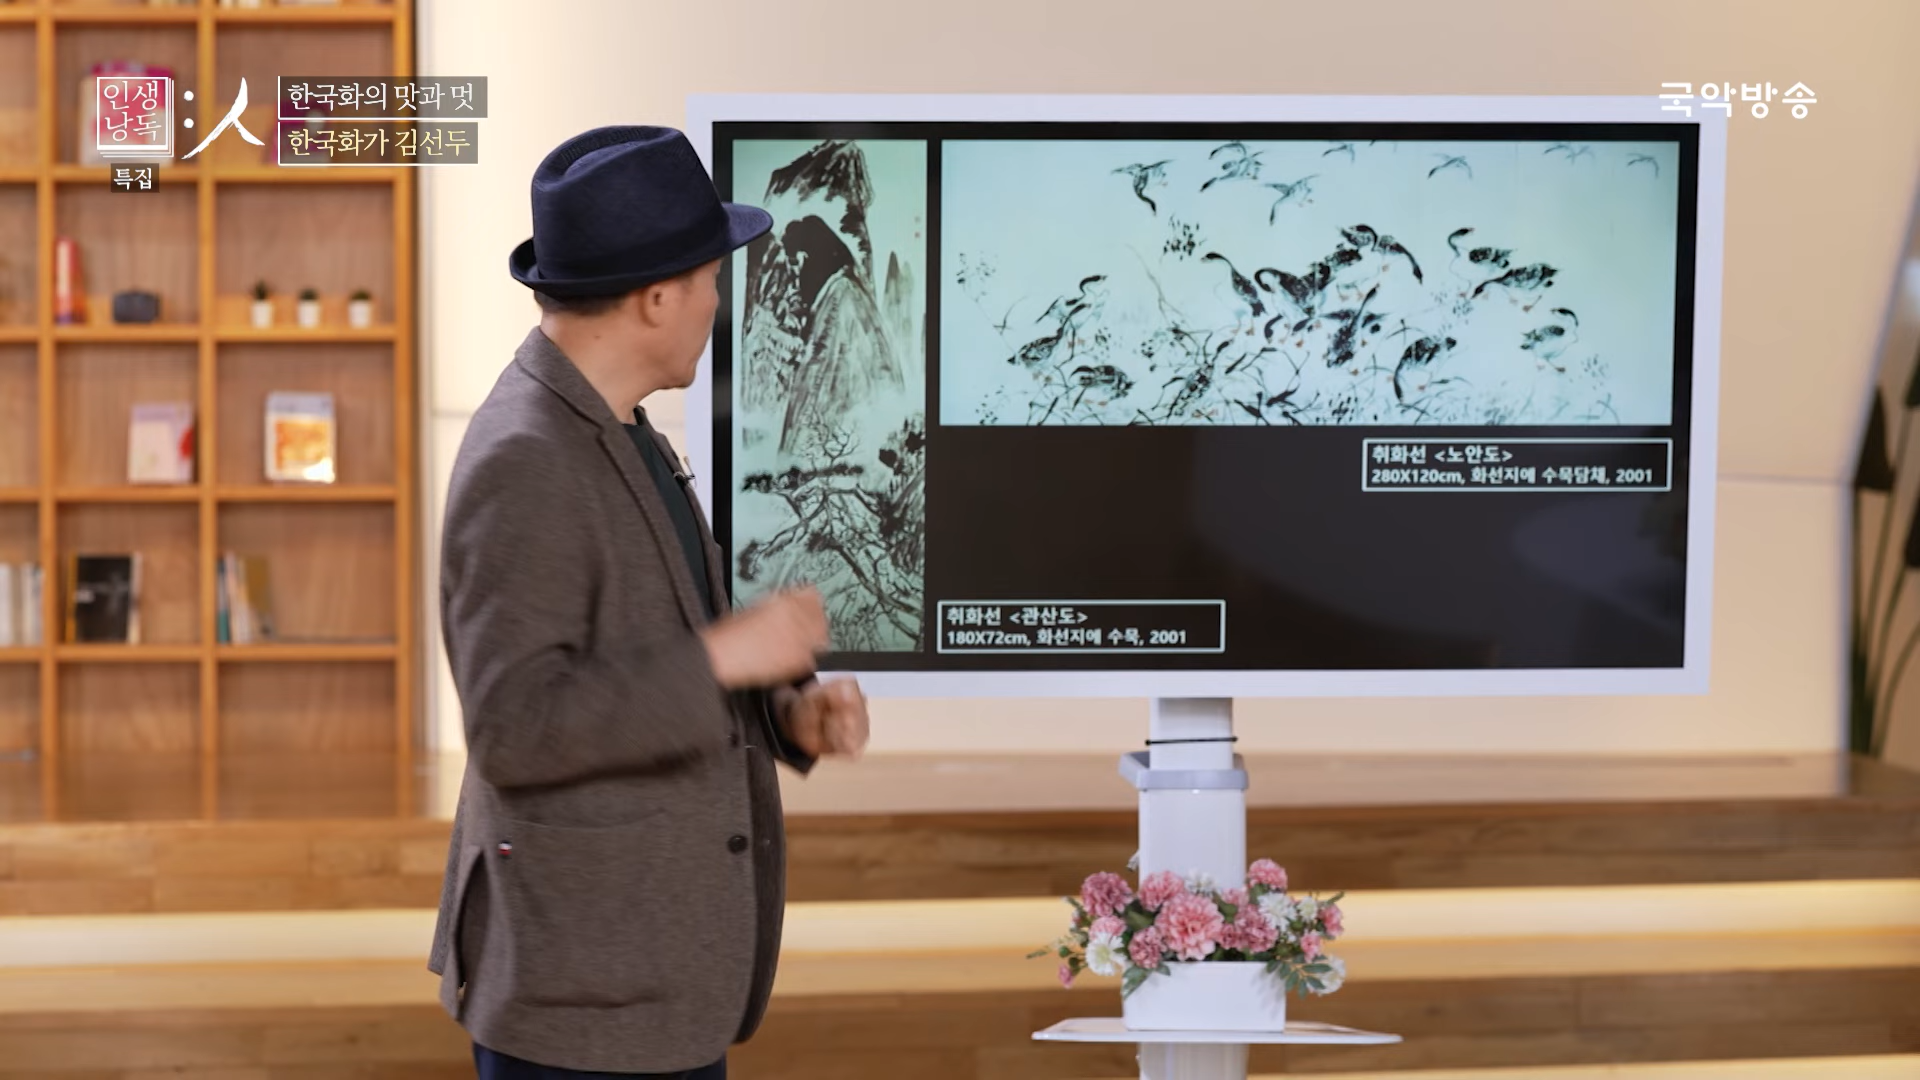 인생
낭독
:人
특집
한국화의 맛과 멋
한국화가 김선두
국악방송
취화선 <노안도>
280X120cm, 화선지에 수묵담채, 2001
취화선 <관산도>
180X72cm, 화선지에 수묵, 2001